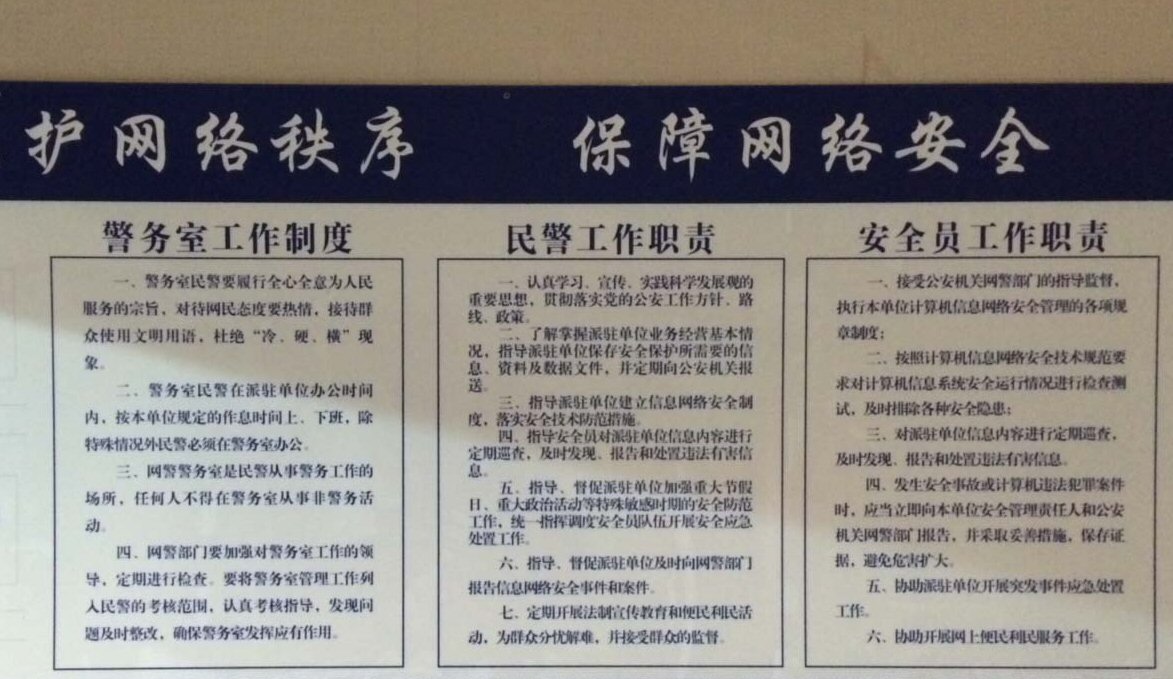 护网络秩序 保障网络安全
警务室工作制度
一、警务室民警要履行全心全意为人民
服务的宗旨，对待网民态度要热情，接待群
众使用文明用语，杜绝“冷、硬、横”现
象。
二、警务室民警在派驻单位办公时间
内，按本单位规定的作息时间上、下班，除
特殊情况外民警必须在警务室办公。
三、网警警务室是民警从事警务工作的
场所，任何人不得在警务室从事非警务活
动。
四、网警部门要加强对警务室工作的领
导，定期进行检查。要将警务室管理工作列
入民警的考核范围，认真考核指导，发现问
题及时整改，确保警务室发挥应有作用。
民警工作职责
一、认真学习、宣传、实践科学发展观的
重要思想，贯彻落实党的公安工作方针、路
线、政策。
二、了解掌握派驻单位业务经营基本情
况，指导派驻单位保存安全保护所需要的信
息、资料及数据文件，并定期向公安机关报
送。
三、指导派驻单位建立信息网络安全制
度，落实安全技术防范措施。
四、指导安全员对派驻单位信息内容进行
定期巡查，及时发现、报告和处置违法有害信
息。
五、指导、督促派驻单位加强重大节假
日、重大政治活动等特殊敏感时期的安全防范
工作，统一指挥调度安全员队伍开展安全应急
处置工作。
六、指导、督促派驻单位及时向网警部门
报告信息网络安全事件和案件。
七、定期开展法制宣传教育和便民利民活
动，为群众分忧解难，并接受群众的监督。
安全员工作职责
一、接受公安机关网警部门的指导监督，
执行本单位计算机信息网络安全管理的各项规
章制度；
二、按照计算机信息网络安全技术规范要
求对计算机信息系统安全运行情况进行检查测
试，及时排除各种安全隐患；
三、对派驻单位信息内容进行定期巡查，
及时发现、报告和处置违法有害信息。
四、发生安全事故或计算机违法犯罪案件
时，应当立即向本单位安全管理责任人和公安
机关网警部门报告，并采取妥善措施，保存证
据，避免危害扩大。
五、协助派驻单位开展突发事件应急处置
工作。
六、协助开展网上便民利民服务工作。